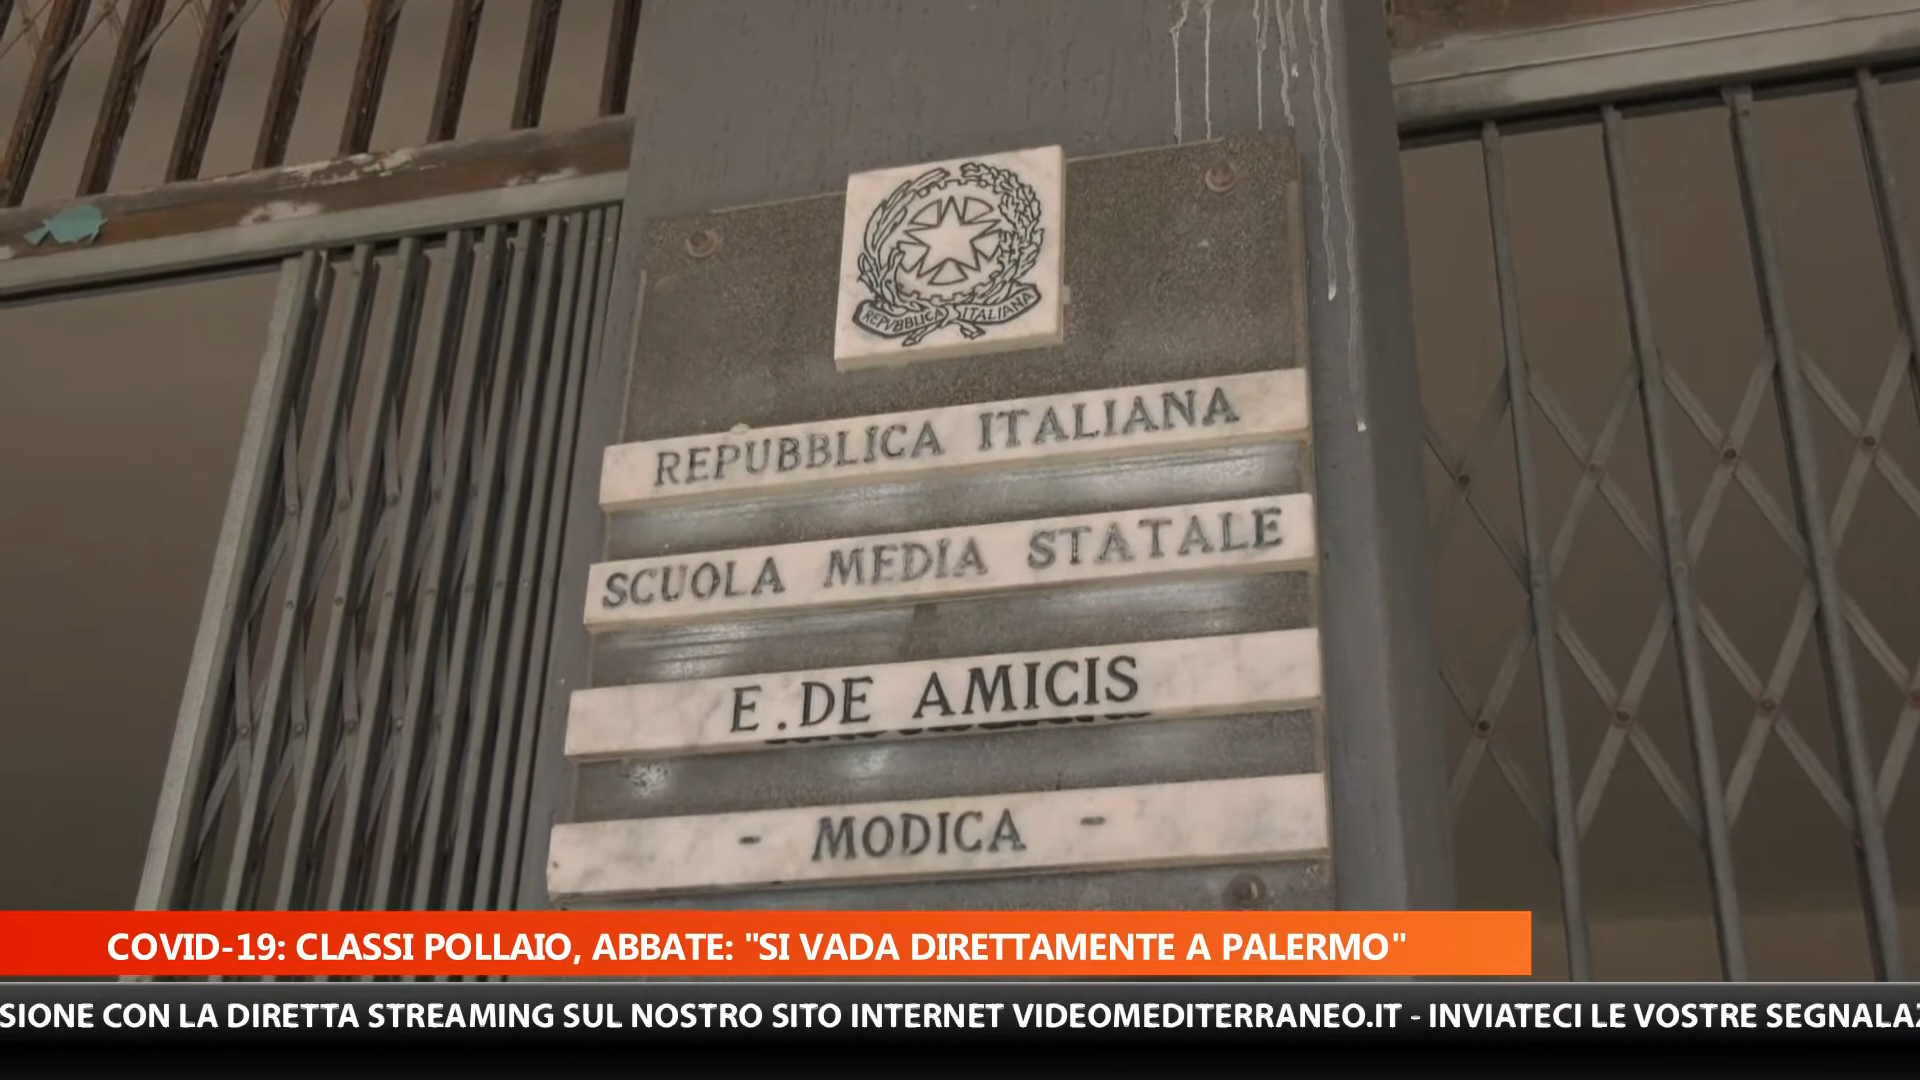 REPVBBLICA ITALIANA
REPUBBLICA ITALIANA
SCUOLA MEDIA STATALE
E. DE AMICIS
- MODICA -
COVID-19: CLASSI POLLAIO, ABBATE: "SI VADA DIRETTAMENTE A PALERMO"
SIONE CON LA DIRETTA STREAMING SUL NOSTRO SITO INTERNET VIDEOMEDITERRANEO.IT - INVIATECI LE VOSTRE SEGNALAZ